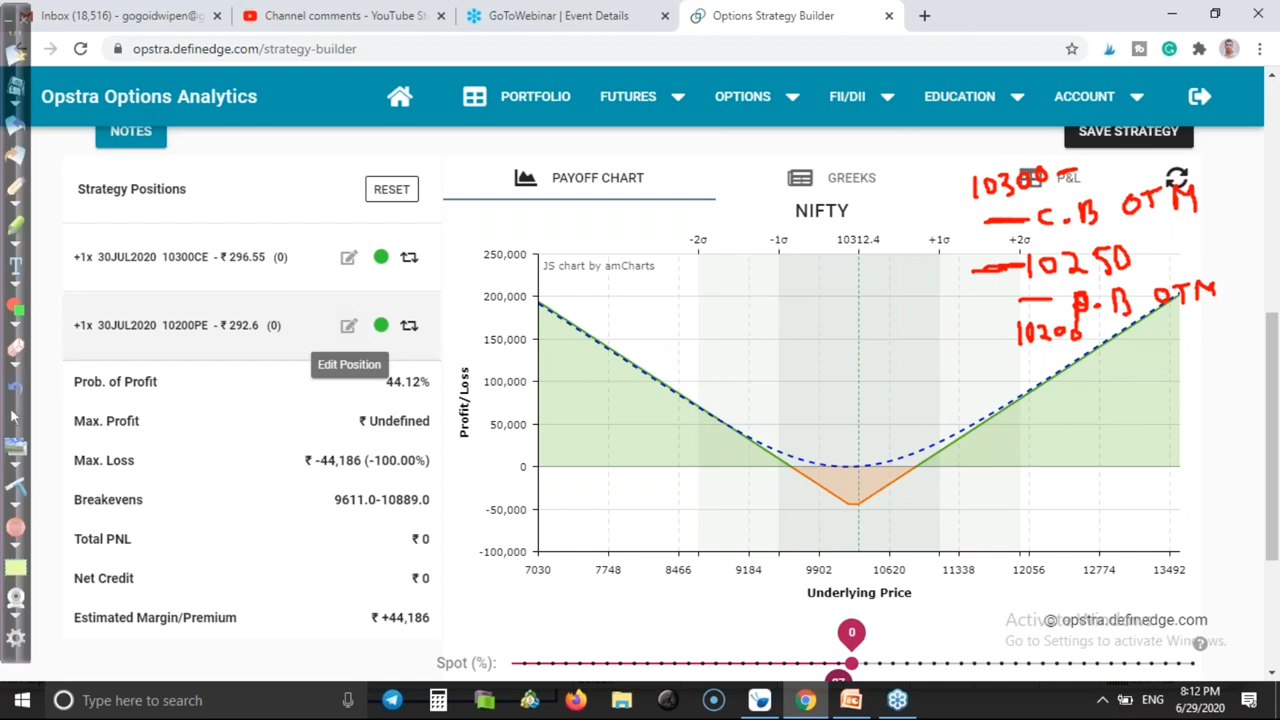 Inbox (18,516) - gogoidwipen@g
Channel comments - YouTube S
GoToWebinar | Event Details
Options Strategy Builder
opstra.definedge.com/strategy-builder
Opstra Options Analytics
PORTFOLIO
FUTURES
OPTIONS
FII/DII
EDUCATION
ACCOUNT
NOTES
SAVE STRATEGY
Strategy Positions
RESET
PAYOFF CHART
GREEKS
P&L
10300
C.B OTM
10250
P.B OTM
10200
NIFTY
+1x 30JUL2020 10300CE - ₹ 296.55 (0)
+1x 30JUL2020 10200PE - ₹ 292.6 (0)
Edit Position
Prob. of Profit 44.12%
Max. Profit ₹ Undefined
Max. Loss ₹ -44,186 (-100.00%)
Breakevens 9611.0-10889.0
Total PNL ₹ 0
Net Credit ₹ 0
Estimated Margin/Premium ₹ +44,186
-2σ -1σ 10312.4 +1σ +2σ
JS chart by amCharts
250,000
200,000
150,000
100,000
50,000
0
-50,000
-100,000
Profit/Loss
7030 7748 8466 9184 9902 10620 11338 12056 12774 13492
Underlying Price
@opstra.definedge.com
Activate Windows
Go to Settings to activate Windows.
0
Spot (%):
Type here to search
ENG
8:12 PM
6/29/2020